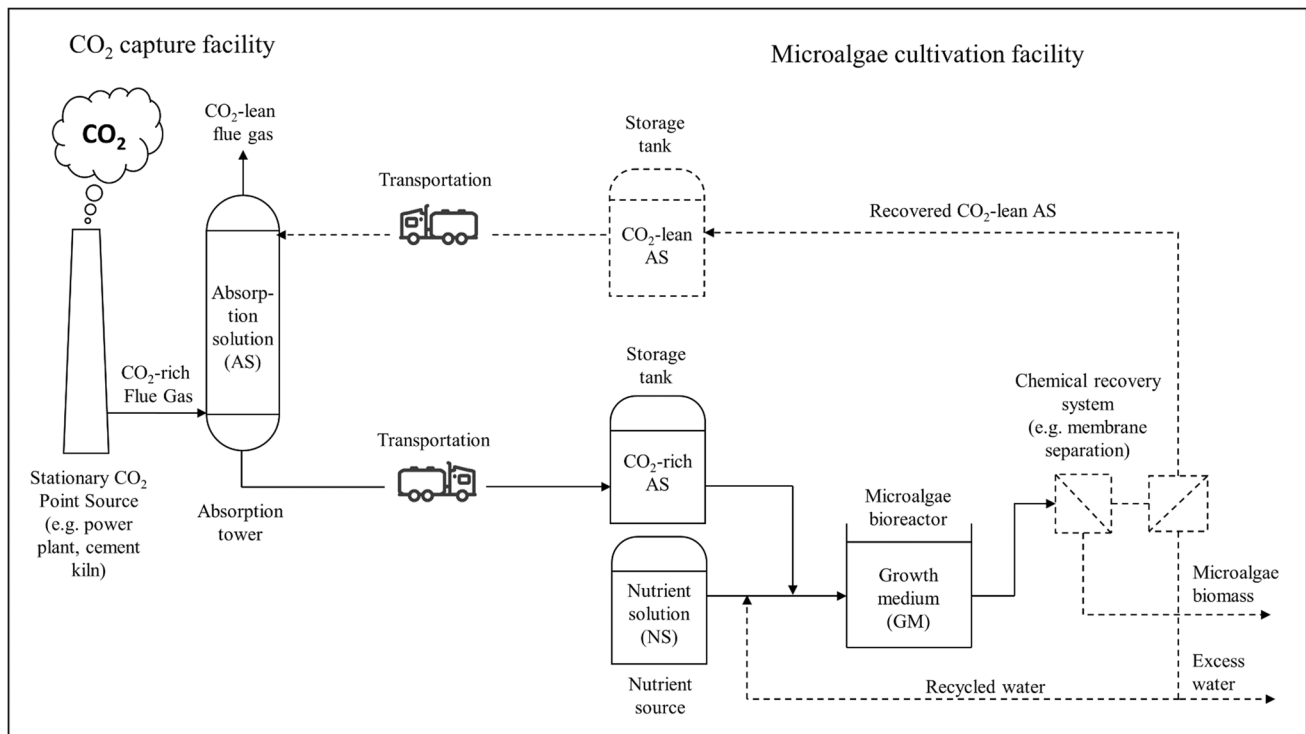 CO₂ capture facility
Microalgae cultivation facility
CO₂
CO₂-lean
flue gas
Absorp-
tion
solution
(AS)
CO₂-rich
Flue Gas
Stationary CO₂
Point Source
(e.g. power
plant, cement
kiln)
Absorption
tower
Transportation
Transportation
Storage
tank
CO₂-lean
AS
Recovered CO₂-lean AS
Storage
tank
CO₂-rich
AS
Nutrient
solution
(NS)
Nutrient
source
Microalgae
bioreactor
Growth
medium
(GM)
Chemical recovery
system
(e.g. membrane
separation)
Microalgae
biomass
Excess
water
Recycled water